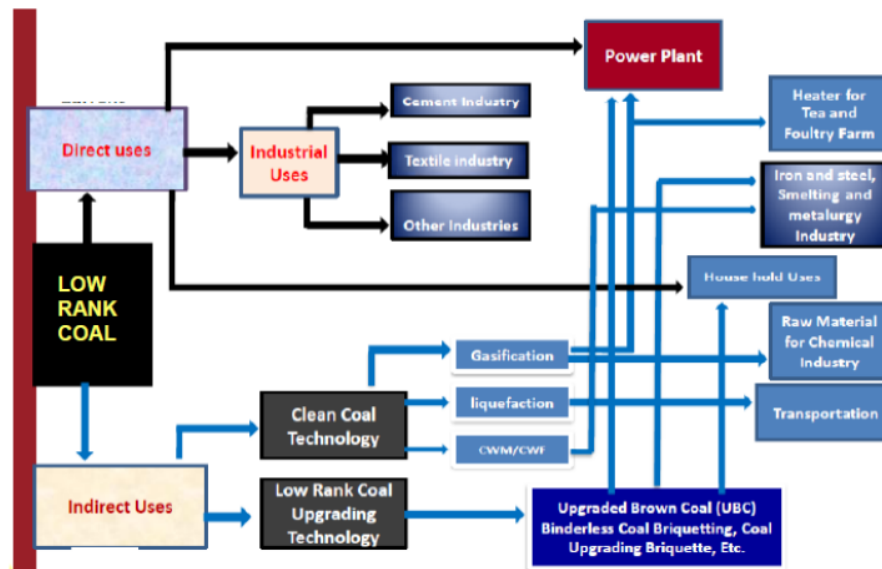 Power Plant
Heater for
Tea and
Foultry Farm
Cement Industry
Direct uses
Industrial
Uses
Textile industry
Iron and steel,
Smelting and
metalurgy
Industry
Other Industries
LOW
RANK
COAL
House hold Uses
Raw Material
for Chemical
Industry
Gasification
Clean Coal
Technology
liquefaction
Transportation
CWM/CWF
Indirect Uses
Low Rank Coal
Upgrading
Technology
Upgraded Brown Coal (UBC)
Binderless Coal Briquetting, Coal
Upgrading Briquette, Etc.